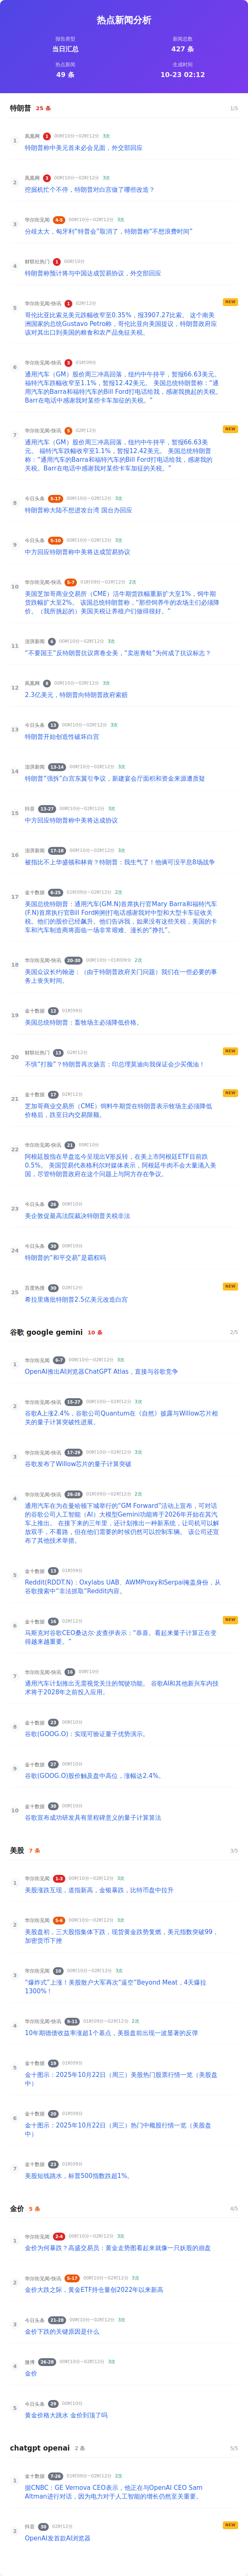 热点新闻分析
报告类型
新闻总数
当日汇总
427 条
热点新闻
生成时间
49 条
10-23 02:12
特朗普 25 条 1/5
1 凤凰网 1 00时10分~02时12分 3次
特朗普称中美元首未必会见面，外交部回应
2 凤凰网 3 00时10分~02时12分 3次
挖掘机忙个不停，特朗普对白宫做了哪些改造？
3 华尔街见闻 4-5 00时10分~02时12分 3次
分歧太大，匈牙利“特普会”取消了，特朗普称“不想浪费时间”
4 财联社热门 1 00时10分
特朗普称预计将与中国达成贸易协议，外交部回应
5 华尔街见闻-快讯 1 02时12分 NEW
哥伦比亚比索兑美元跌幅收窄至0.35%，报3907.27比索。 这个南美
洲国家的总统Gustavo Petro称，哥伦比亚向美国提议，特朗普政府应
该对其出口到美国的粮食和农产品免征关税。
6 华尔街见闻-快讯 3 01时09分
通用汽车（GM）股价周三冲高回落，纽约中午持平，暂报66.63美元。
福特汽车跌幅收窄至1.1%，暂报12.42美元。 美国总统特朗普称：“通
用汽车的Barra和福特汽车的Bill Ford打电话给我，感谢我挑起的关税。
Barr在电话中感谢我对某些卡车加征的关税。”
7 华尔街见闻-快讯 5 02时12分 NEW
通用汽车（GM）股价周三冲高回落，纽约中午持平，暂报66.63美
元。 福特汽车跌幅收窄至1.1%，暂报12.42美元。 美国总统特朗普
称：“通用汽车的Barra和福特汽车的Bill Ford打电话给我，感谢我的
关税。Barr在电话中感谢我对某些卡车加征的关税。”
8 今日头条 5-17 00时10分~02时12分 3次
特朗普称大陆不想进攻台湾 国台办回应
9 今日头条 5-10 00时10分~02时12分 3次
中方回应特朗普称中美将达成贸易协议
10 华尔街见闻-快讯 5-7 01时09分~02时12分 2次
美国芝加哥商业交易所（CME）活牛期货跌幅重新扩大至1%，饲牛期
货跌幅扩大至2%。 该国总统特朗普称，“那些饲养牛的农场主们必须降
价。（我所挑起的）美国关税让养殖户们做得很好。”
11 澎湃新闻 6 00时10分~02时12分 3次
“不要国王”反特朗普抗议席卷全美，“卖崽青蛙”为何成了抗议标志？
12 凤凰网 8 00时10分~02时12分 3次
2.3亿美元，特朗普向特朗普政府索赔
13 今日头条 13 00时10分~02时12分 3次
特朗普开始创造性破坏白宫
14 澎湃新闻 13-14 00时10分~02时12分 3次
特朗普“强拆”白宫东翼引争议，新建宴会厅面积和资金来源遭质疑
15 抖音 13-27 00时10分~02时12分 3次
中方回应特朗普称中美将达成协议
16 澎湃新闻 17-18 00时10分~02时12分 3次
被指比不上华盛顿和林肯？特朗普：我生气了！他俩可没平息8场战争
17 金十数据 6-25 01时09分~02时12分 2次
美国总统特朗普：通用汽车(GM.N)首席执行官Mary Barra和福特汽车
(F.N)首席执行官Bill Ford刚刚打电话感谢我对中型和大型卡车征收关
税。他们的股价已经飙升。他们告诉我，如果没有这些关税，美国的卡
车和汽车制造商将面临一场非常艰难、漫长的“挣扎”。
18 华尔街见闻-快讯 20-30 00时10分~01时09分 2次
美国众议长约翰逊：（由于特朗普政府关门问题）我们在一些必要的事
务上丧失时间。
19 金十数据 12 01时09分
美国总统特朗普：畜牧场主必须降低价格。
20 财联社热门 15 02时12分 NEW
不惧“打脸”？特朗普再次扬言：印总理莫迪向我保证会少买俄油！
21 金十数据 17 02时12分 NEW
芝加哥商业交易所（CME）饲料牛期货在特朗普表示牧场主必须降低
价格后，跌至日内交易限额。
22 华尔街见闻-快讯 21 00时10分
阿根廷股指在早盘迄今呈现出V形反转，在美上市阿根廷ETF目前跌
0.5%。 美国贸易代表格利尔对媒体表示，阿根廷牛肉不会大量涌入美
国，尽管特朗普政府在这个问题上与阿方存在争议。
23 今日头条 26 00时10分
美企敦促最高法院裁决特朗普关税非法
24 今日头条 30 00时10分
特朗普的“和平交易”是霸权吗
25 百度热搜 30 02时12分 NEW
希拉里痛批特朗普2.5亿美元改造白宫
谷歌 google gemini 10 条 2/5
1 华尔街见闻 6-7 00时10分~02时12分 3次
OpenAI推出AI浏览器ChatGPT Atlas，直接与谷歌竞争
2 华尔街见闻-快讯 15-27 00时10分~02时12分 3次
谷歌A上涨2.4%，谷歌公司Quantum在《自然》披露与Willow芯片相
关的量子计算突破性进展。
3 华尔街见闻 17-29 00时10分~02时12分 3次
谷歌发布了Willow芯片的量子计算突破
4 华尔街见闻-快讯 26-28 01时09分~02时12分 2次
通用汽车在为在曼哈顿下城举行的“GM Forward”活动上宣布，可对话
的谷歌公司人工智能（AI）大模型Gemini功能将于2026年开始在其汽
车上推出。 在接下来的三年里，还计划推出一种新系统，让司机可以解
放双手，不看路，但在他们需要的时候仍然可以控制车辆。 该公司还宣
布了其他技术举措。
5 金十数据 13 01时09分
Reddit(RDDT.N)：Oxylabs UAB、AWMProxy和Serpi掩盖身份，从
谷歌搜索中“非法抓取”Reddit内容。
6 金十数据 16 02时12分 NEW
马斯克对谷歌CEO桑达尔·皮查伊表示：“恭喜。看起来量子计算正在变
得越来越重要。”
7 华尔街见闻-快讯 16 00时10分
通用汽车计划推出无需视觉关注的驾驶功能。 谷歌AI和其他新兴车内技
术将于2028年之前投入应用。
8 金十数据 23 00时10分
谷歌(GOOG.O)：实现可验证量子优势演示。
9 金十数据 27 00时10分
谷歌(GOOG.O)股价触及盘中高位，涨幅达2.4%。
10 金十数据 30 00时10分
谷歌宣布成功研发具有里程碑意义的量子计算算法
美股 7 条 3/5
1 华尔街见闻 1-3 00时10分~02时12分 3次
美股涨跌互现，道指新高，金银暴跌，比特币盘中拉升
2 华尔街见闻-快讯 5-6 00时10分~02时12分 3次
美股盘初，三大股指集体下跌，现货黄金跌势复燃，美元指数突破99，
加密货币下挫
3 华尔街见闻 10 00时10分~02时12分 3次
“爆炸式”上涨！美股散户大军再次“逼空”Beyond Meat，4天爆拉
1300%！
4 华尔街见闻-快讯 9-11 01时09分~02时12分 2次
10年期德债收益率涨超1个基点，美股盘前出现一波显著的反弹
5 金十数据 19 01时09分
金十图示：2025年10月22日（周三）美股热门股票行情一览（美股盘
中）
6 金十数据 20 01时09分
金十图示：2025年10月22日（周三）热门中概股行情一览（美股盘
中）
7 金十数据 23 01时09分
美股短线跳水，标普500指数跌超1%。
金价 5 条 4/5
1 华尔街见闻 2-4 00时10分~02时12分 3次
金价为何暴跌？高盛交易员：黄金走势图看起来就像一只妖股的崩盘
2 华尔街见闻-快讯 5-17 00时10分~02时12分 3次
金价大跌之际，黄金ETF持仓量创2022年以来新高
3 今日头条 21-28 00时10分~02时12分 3次
金价下跌的关键原因是什么
4 微博 26-28 00时10分~02时12分 3次
金价
5 今日头条 29 00时10分
黄金价格大跳水 金价到顶了吗
chatgpt openai 2 条 5/5
1 金十数据 7-26 01时09分~02时12分 2次
据CNBC：GE Vernova CEO表示，他正在与OpenAI CEO Sam
Altman进行对话，因为电力对于人工智能的增长仍然至关重要。
2 抖音 30 02时12分 NEW
OpenAI发首款AI浏览器